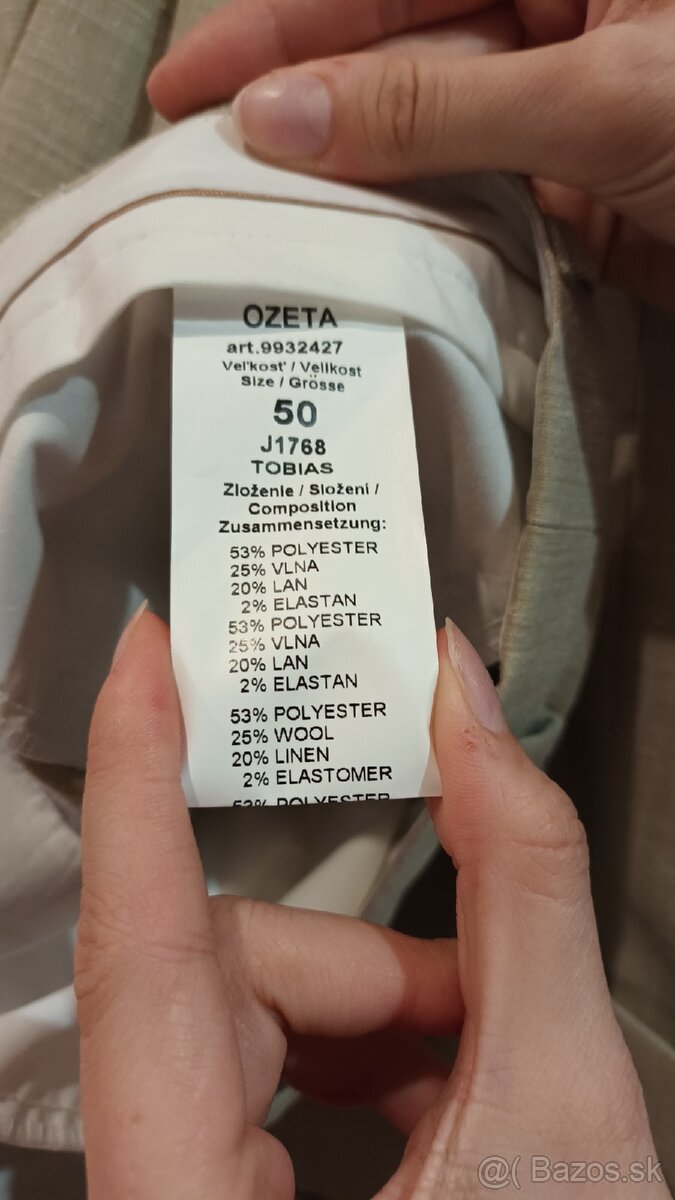 OZETA
art.9932427
Veľkosť / Velikost
Size / Grösse
50
J1768
TOBIAS
Zloženie / Složení /
Composition
Zusammensetzung:
53% POLYESTER
25% VLNA
20% LAN
2% ELASTAN
53% POLYESTER
25% VLNA
20% LAN
2% ELASTAN
53% POLYESTER
25% WOOL
20% LINEN
2% ELASTOMER
53% POLYESTER
@( Bazos.sk